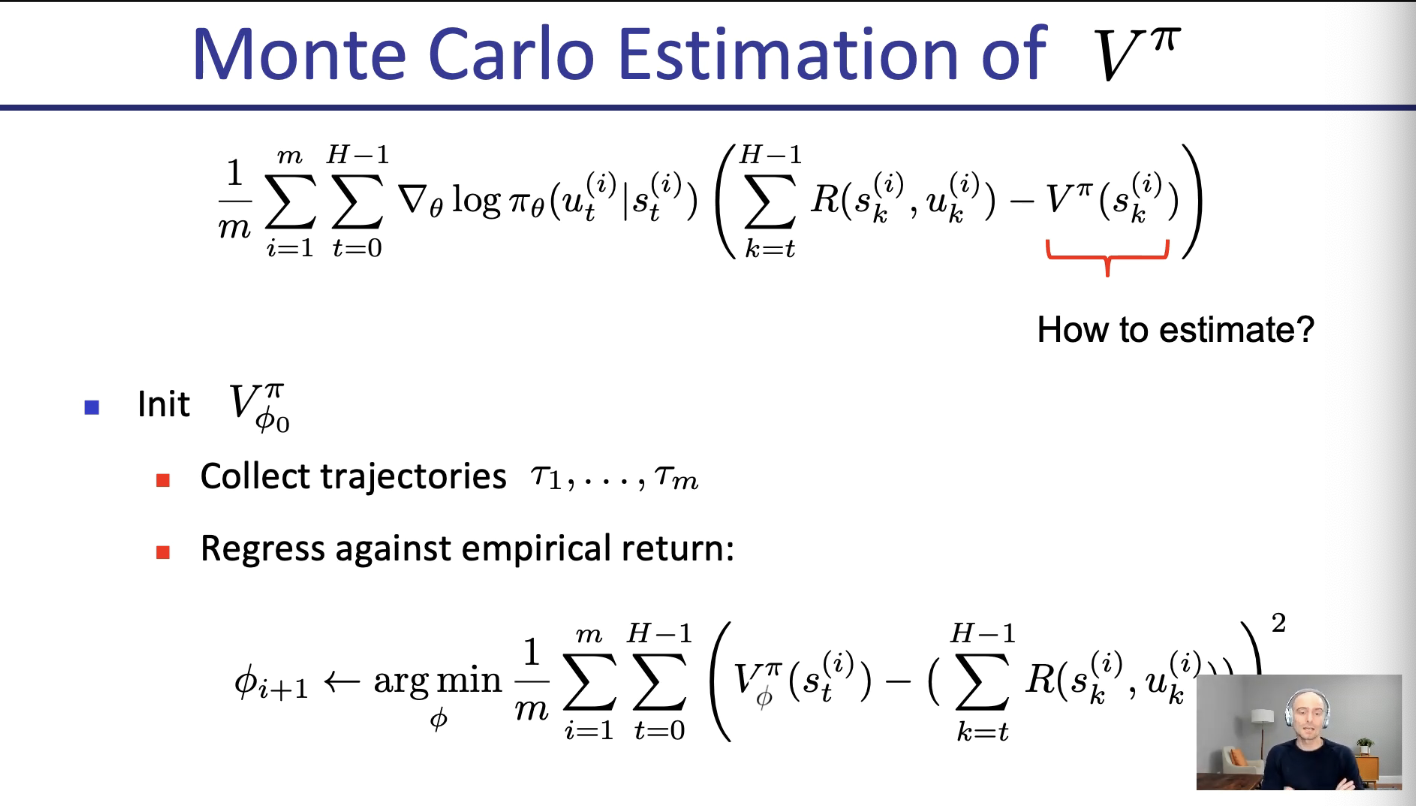 Monte Carlo Estimation of $V^\pi$
$\frac{1}{m} \sum_{i=1}^{m} \sum_{t=0}^{H-1} \nabla_\theta \log \pi_\theta(u_t^{(i)}|s_t^{(i)}) \left( \sum_{k=t}^{H-1} R(s_k^{(i)}, u_k^{(i)}) - V^\pi(s_k^{(i)}) \right)$
How to estimate?
Init $V^\pi_{\phi_0}$
Collect trajectories $\tau_1, \ldots, \tau_m$
Regress against empirical return:
$\phi_{i+1} \leftarrow \arg\min_\phi \frac{1}{m} \sum_{i=1}^{m} \sum_{t=0}^{H-1} \left( V^\pi_\phi(s_t^{(i)}) - ( \sum_{k=t}^{H-1} R(s_k^{(i)}, u_k^{(i)})) \right)^2$